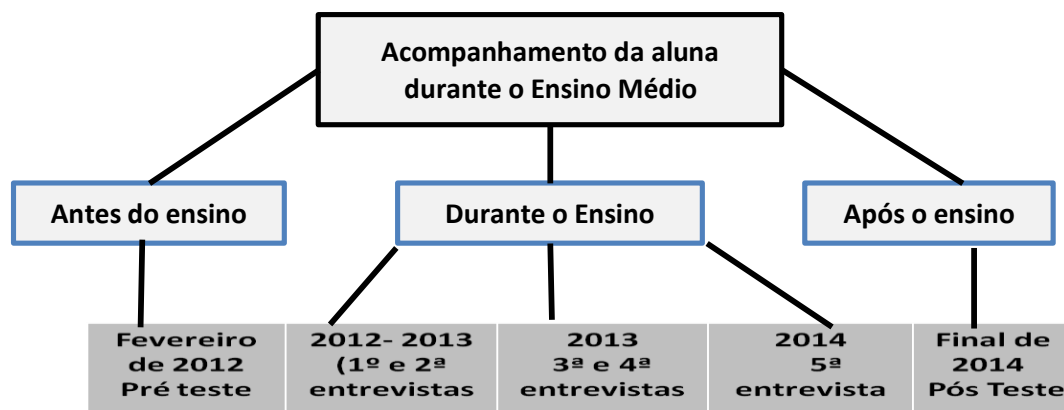 Acompanhamento da aluna
durante o Ensino Médio
Antes do ensino
Durante o Ensino
Após o ensino
Fevereiro
de 2012
Pré teste
2012- 2013
(1º e 2ª
entrevistas
2013
3ª e 4ª
entrevistas
2014
5ª
entrevista
Final de
2014
Pós Teste